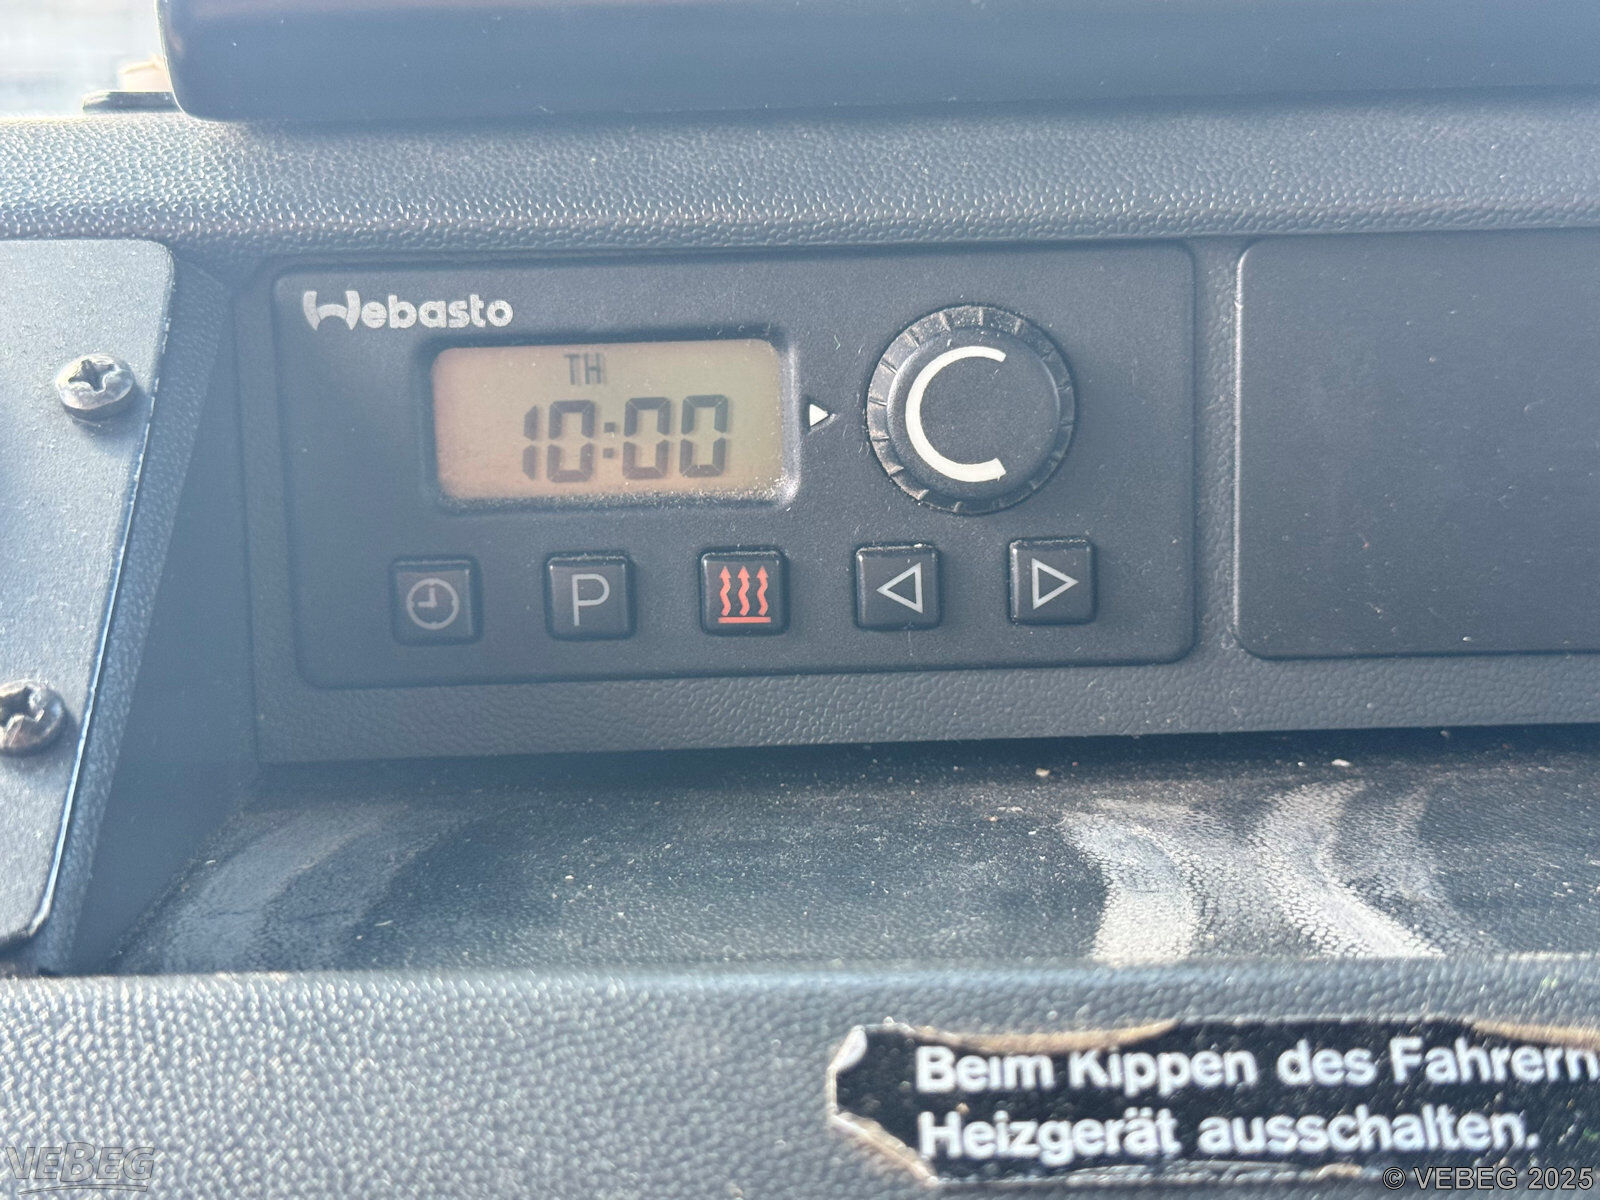 Webasto
TH
10:00
P
Beim Kippen des Fahrern
Heizgerät ausschalten.
VEBEG
© VEBEG 2025